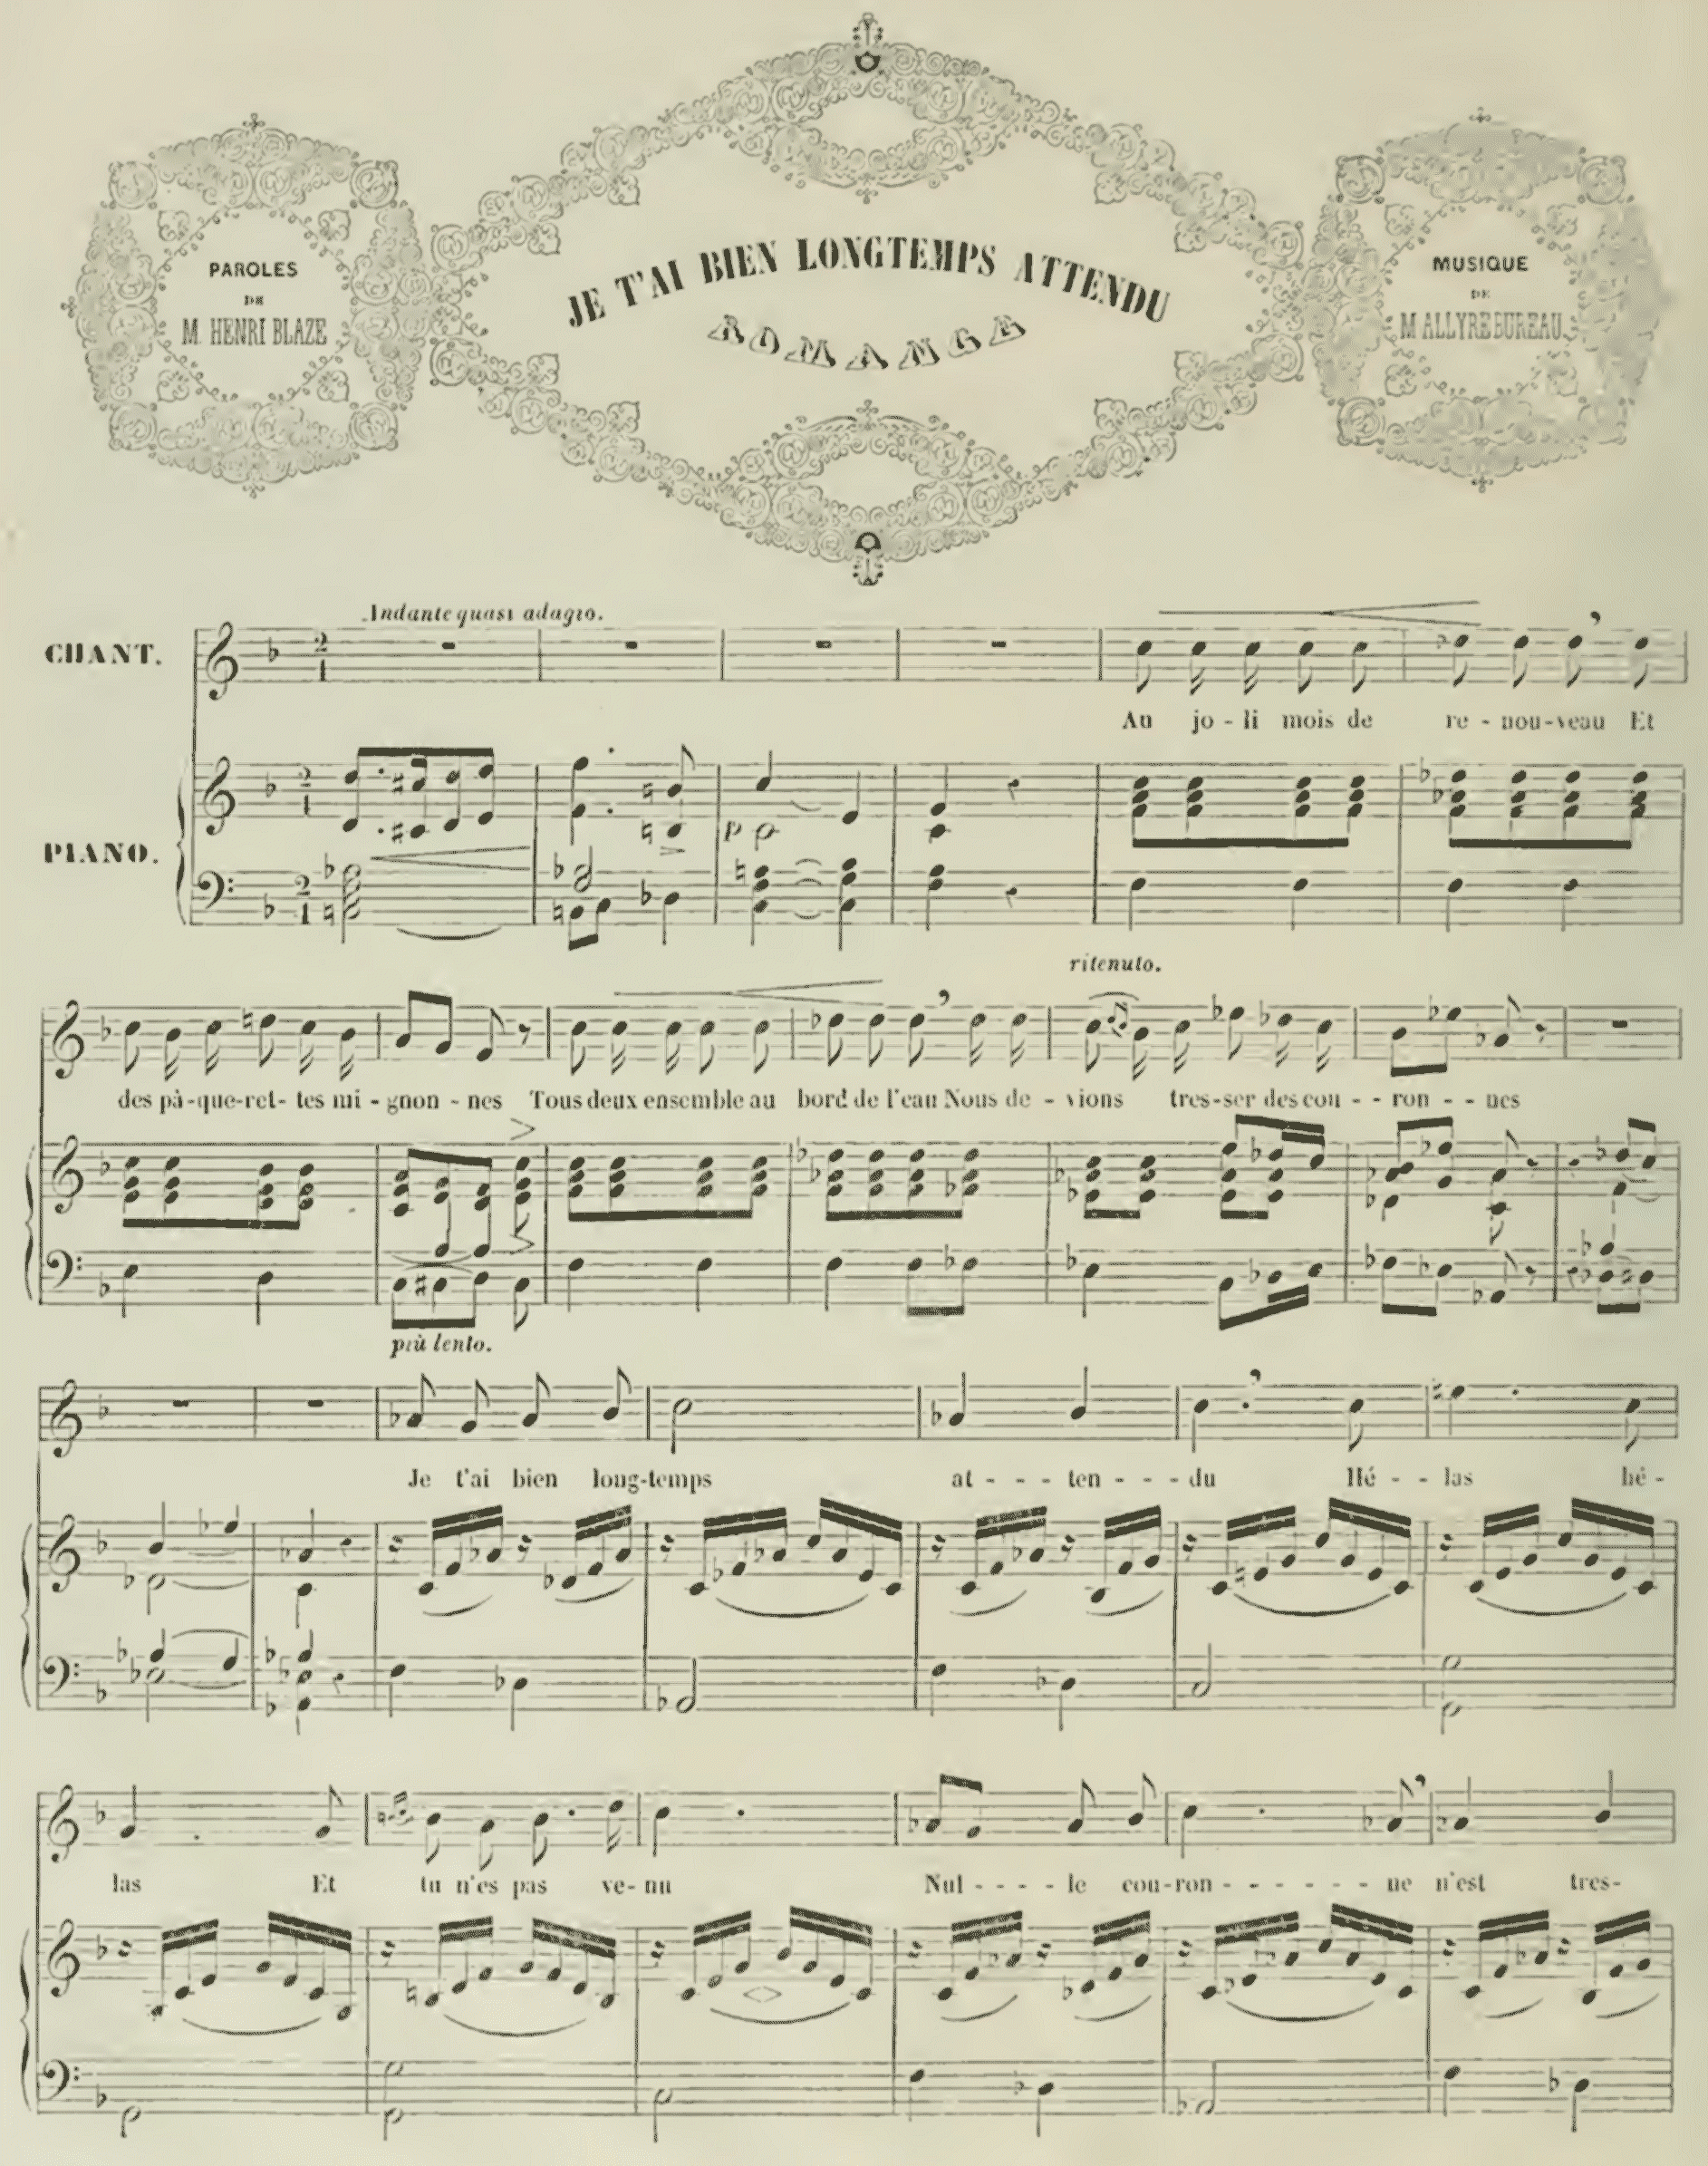 PAROLES
DE
M. HENRI BLAZE
JE T'AI BIEN LONGTEMPS ATTENDU
ROMANCE
MUSIQUE
DE
M ALLYRE BUREAU.
Andante quasi adagio.
CHANT.
Au jo - li mois de re - nou - veau Et
PIANO.
p
ritenuto.
des pà - que - ret - tes mi - gnon - nes Tous deux ensemble au bord de l'eau Nous de - vions tres - ser des cou - - ron - - nes
più lento.
Je t'ai bien long - temps at - - - ten - - - du Hé - - las hé -
las Et tu n'es pas ve - nu Nul - - - - le cou - ron - - - - - - ne n'est tres -